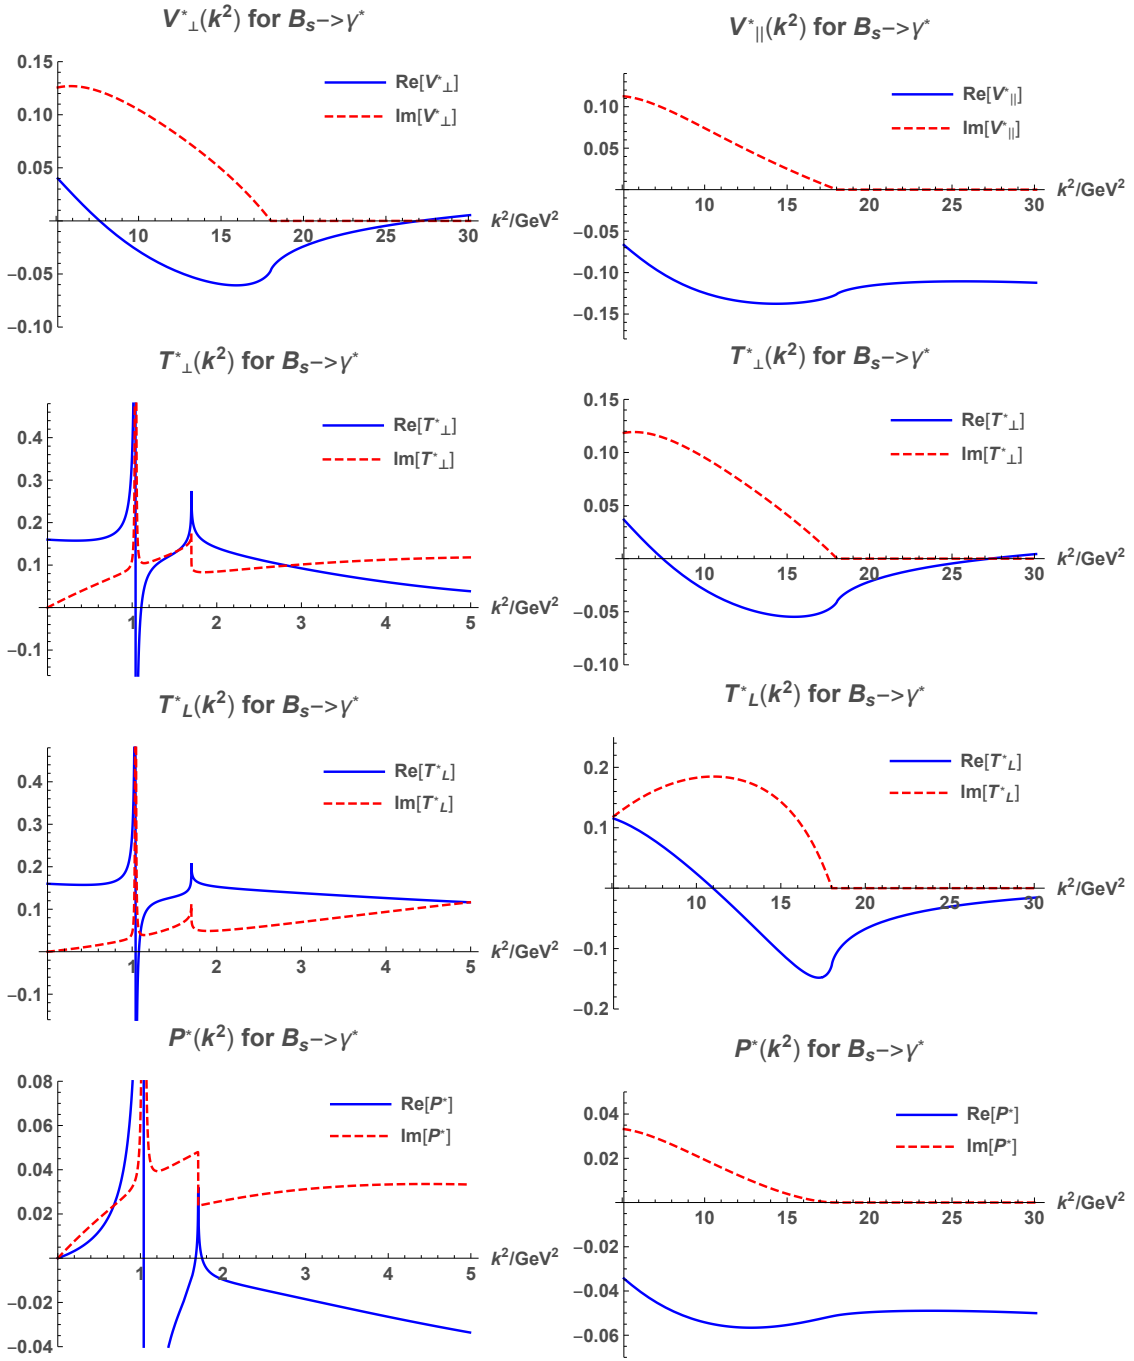 V*⊥(k²) for Bs−>γ*
0.15
0.10
0.05
−0.05
−0.10
10
15
20
25
30
k²/GeV²
Re[V*⊥]
Im[V*⊥]
V*||(k²) for Bs−>γ*
0.10
0.05
−0.05
−0.10
−0.15
10
15
20
25
30
k²/GeV²
Re[V*||]
Im[V*||]
T*⊥(k²) for Bs−>γ*
0.4
0.3
0.2
0.1
−0.1
1
2
3
4
5
k²/GeV²
Re[T*⊥]
Im[T*⊥]
T*⊥(k²) for Bs−>γ*
0.15
0.10
0.05
−0.05
−0.10
10
15
20
25
30
k²/GeV²
Re[T*⊥]
Im[T*⊥]
T*L(k²) for Bs−>γ*
0.4
0.3
0.2
0.1
−0.1
1
2
3
4
5
k²/GeV²
Re[T*L]
Im[T*L]
T*L(k²) for Bs−>γ*
0.2
0.1
−0.1
−0.2
10
15
20
25
30
k²/GeV²
Re[T*L]
Im[T*L]
P*(k²) for Bs−>γ*
0.08
0.06
0.04
0.02
−0.02
−0.04
1
2
3
4
5
k²/GeV²
Re[P*]
Im[P*]
P*(k²) for Bs−>γ*
0.04
0.02
−0.02
−0.04
−0.06
10
15
20
25
30
k²/GeV²
Re[P*]
Im[P*]